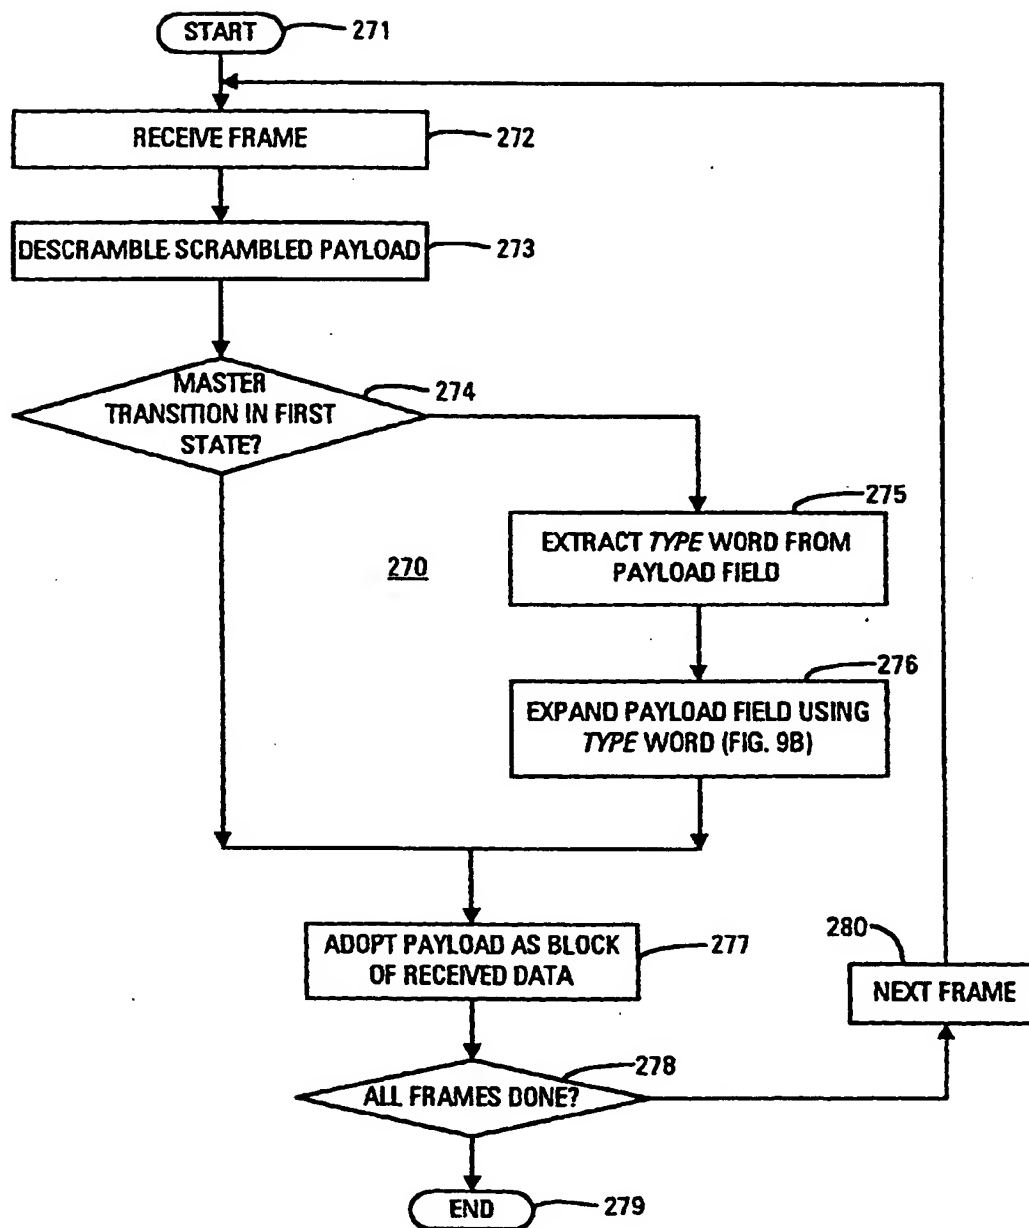 START
271
RECEIVE FRAME
272
DESCRAMBLE SCRAMBLED PAYLOAD
273
MASTER
TRANSITION IN FIRST
STATE?
274
275
EXTRACT TYPE WORD FROM
PAYLOAD FIELD
270
276
EXPAND PAYLOAD FIELD USING
TYPE WORD (FIG. 9B)
ADOPT PAYLOAD AS BLOCK
OF RECEIVED DATA
277
280
NEXT FRAME
ALL FRAMES DONE?
278
END
279